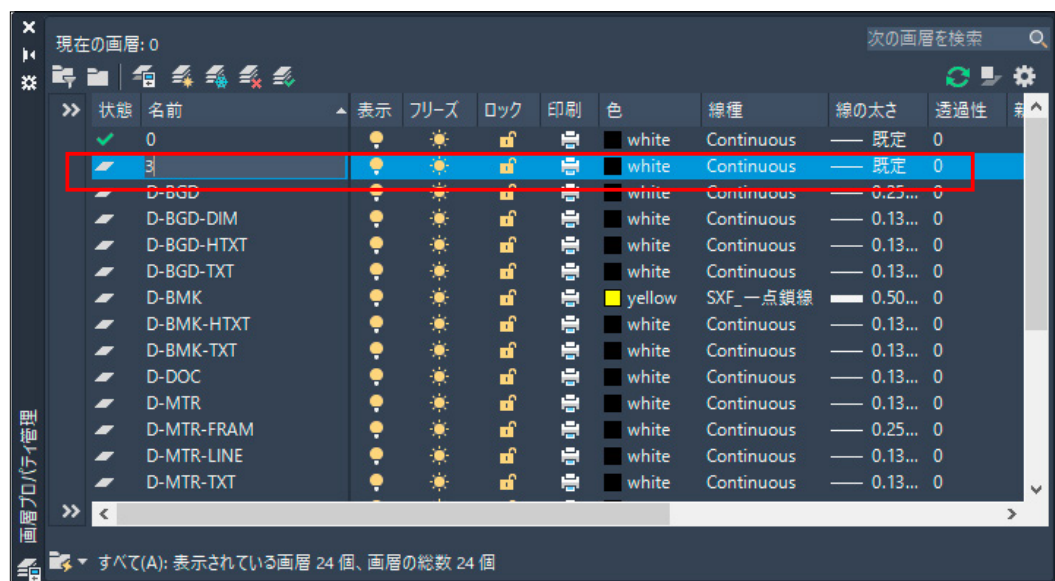 現在の画層: 0
次の画層を検索
状態 名前 表示 フリーズ ロック 印刷 色 線種 線の太さ 透過性
0 white Continuous 既定 0
3 white Continuous 既定 0
D-BGD white Continuous 0.25... 0
D-BGD-DIM white Continuous 0.13... 0
D-BGD-HTXT white Continuous 0.13... 0
D-BGD-TXT white Continuous 0.13... 0
D-BMK yellow SXF_一点鎖線 0.50... 0
D-BMK-HTXT white Continuous 0.13... 0
D-BMK-TXT white Continuous 0.13... 0
D-DOC white Continuous 0.13... 0
D-MTR white Continuous 0.13... 0
D-MTR-FRAM white Continuous 0.25... 0
D-MTR-LINE white Continuous 0.13... 0
D-MTR-TXT white Continuous 0.13... 0
画層プロパティ管理
すべて(A): 表示されている画層 24 個、画層の総数 24 個